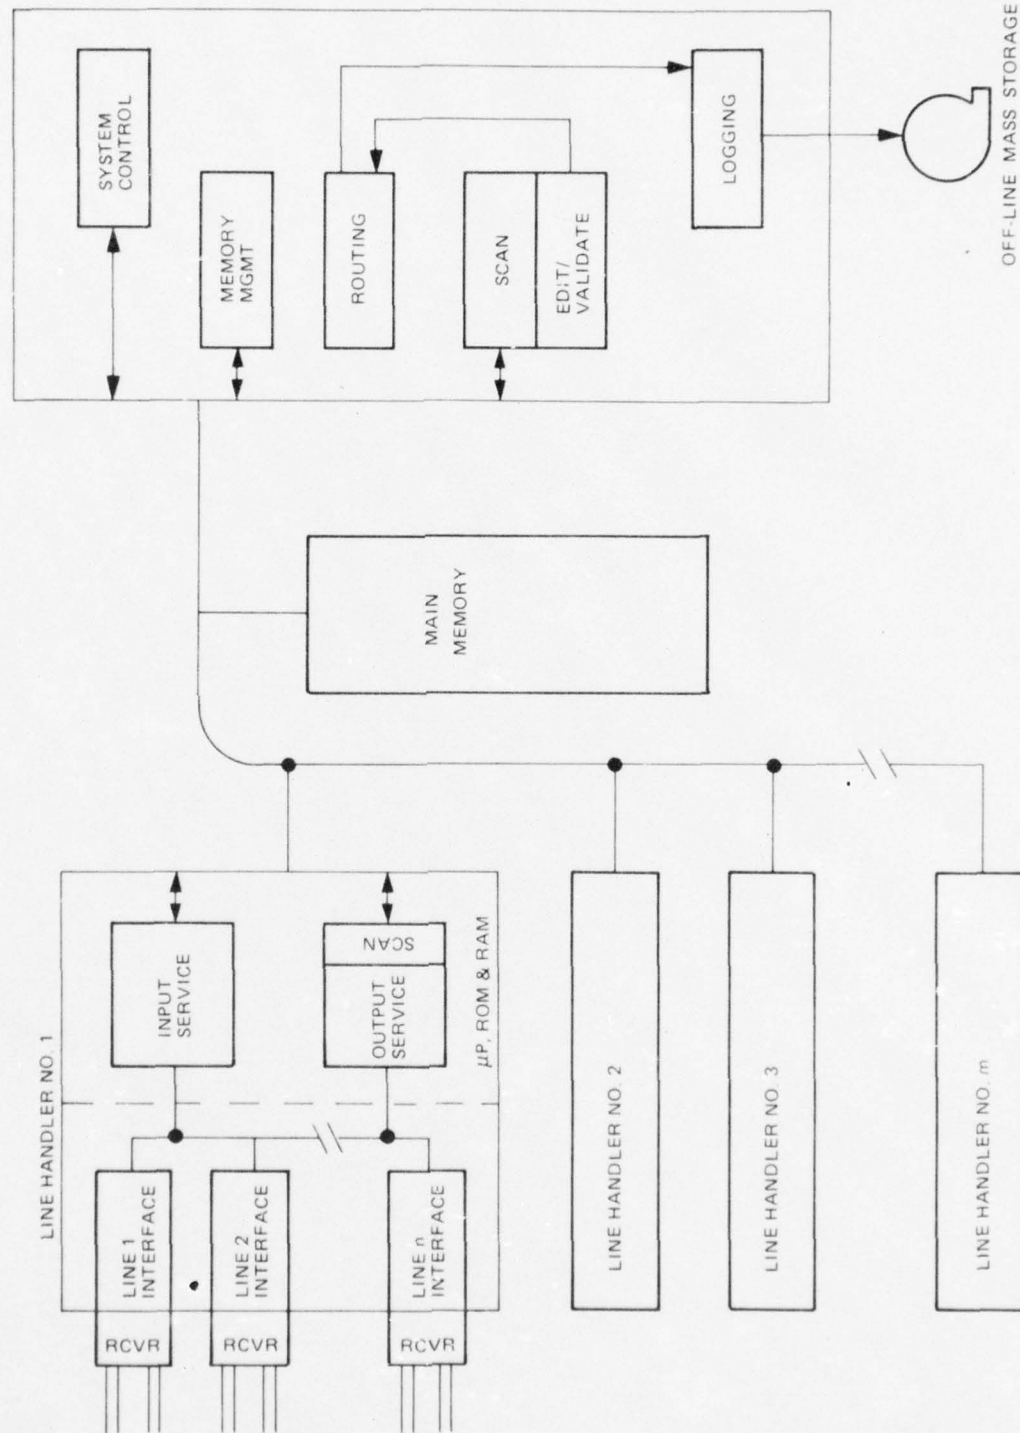 LINE HANDLER NO. 1
RCVR
LINE 1
INTERFACE
RCVR
LINE 2
INTERFACE
RCVR
LINE n
INTERFACE
INPUT
SERVICE
OUTPUT
SERVICE
SCAN
μP, ROM & RAM
LINE HANDLER NO. 2
LINE HANDLER NO. 3
LINE HANDLER NO. m
MAIN
MEMORY
SYSTEM
CONTROL
MEMORY
MGMT
ROUTING
SCAN
EDIT/
VALIDATE
LOGGING
OFF-LINE MASS STORAGE